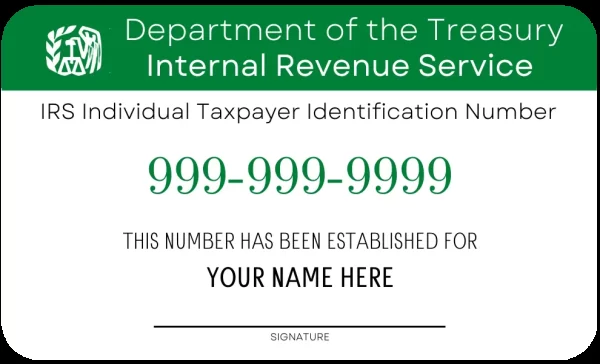 Department of the Treasury
Internal Revenue Service
IRS Individual Taxpayer Identification Number
999-999-9999
THIS NUMBER HAS BEEN ESTABLISHED FOR
YOUR NAME HERE
SIGNATURE